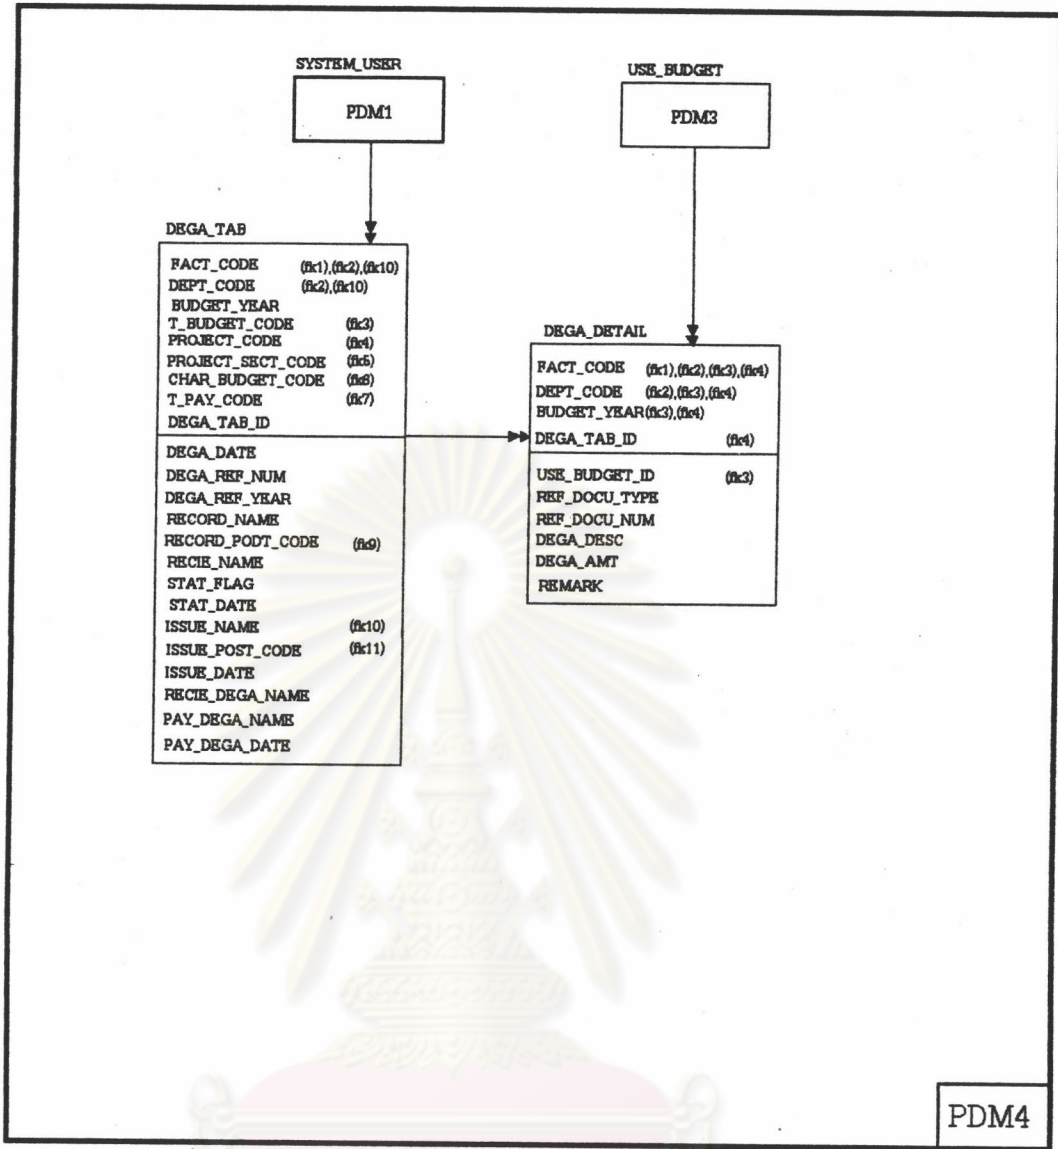 SYSTEM_USER
PDM1
USE_BUDGET
PDM3
DEGA_TAB
FACT_CODE (fk1),(fk2),(fk10)
DEPT_CODE (fk2),(fk10)
BUDGET_YEAR
T_BUDGET_CODE (fk3)
PROJECT_CODE (fk4)
PROJECT_SECT_CODE (fk5)
CHAR_BUDGET_CODE (fk6)
T_PAY_CODE (fk7)
DEGA_TAB_ID
DEGA_DATE
DEGA_REF_NUM
DEGA_REF_YEAR
RECORD_NAME
RECORD_PODT_CODE (fk9)
RECIE_NAME
STAT_FLAG
STAT_DATE
ISSUE_NAME (fk10)
ISSUE_POST_CODE (fk11)
ISSUE_DATE
RECIE_DEGA_NAME
PAY_DEGA_NAME
PAY_DEGA_DATE
DEGA_DETAIL
FACT_CODE (fk1),(fk2),(fk3),(fk4)
DEPT_CODE (fk2),(fk3),(fk4)
BUDGET_YEAR(fk3),(fk4)
DEGA_TAB_ID (fk4)
USE_BUDGET_ID (fk3)
REF_DOCU_TYPE
REF_DOCU_NUM
DEGA_DESC
DEGA_AMT
REMARK
PDM4